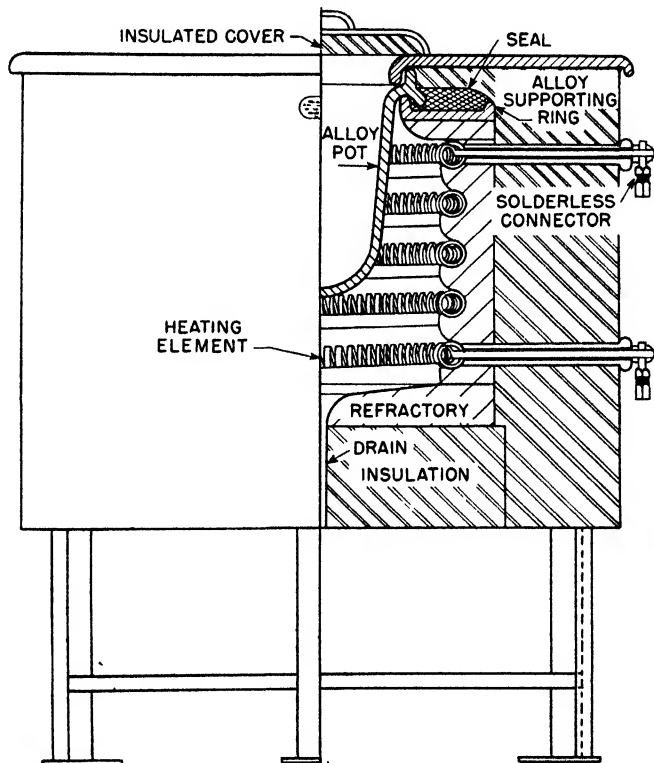 INSULATED COVER
SEAL
ALLOY
SUPPORTING
RING
ALLOY
POT
SOLDERLESS
CONNECTOR
HEATING
ELEMENT
REFRACTORY
DRAIN
INSULATION